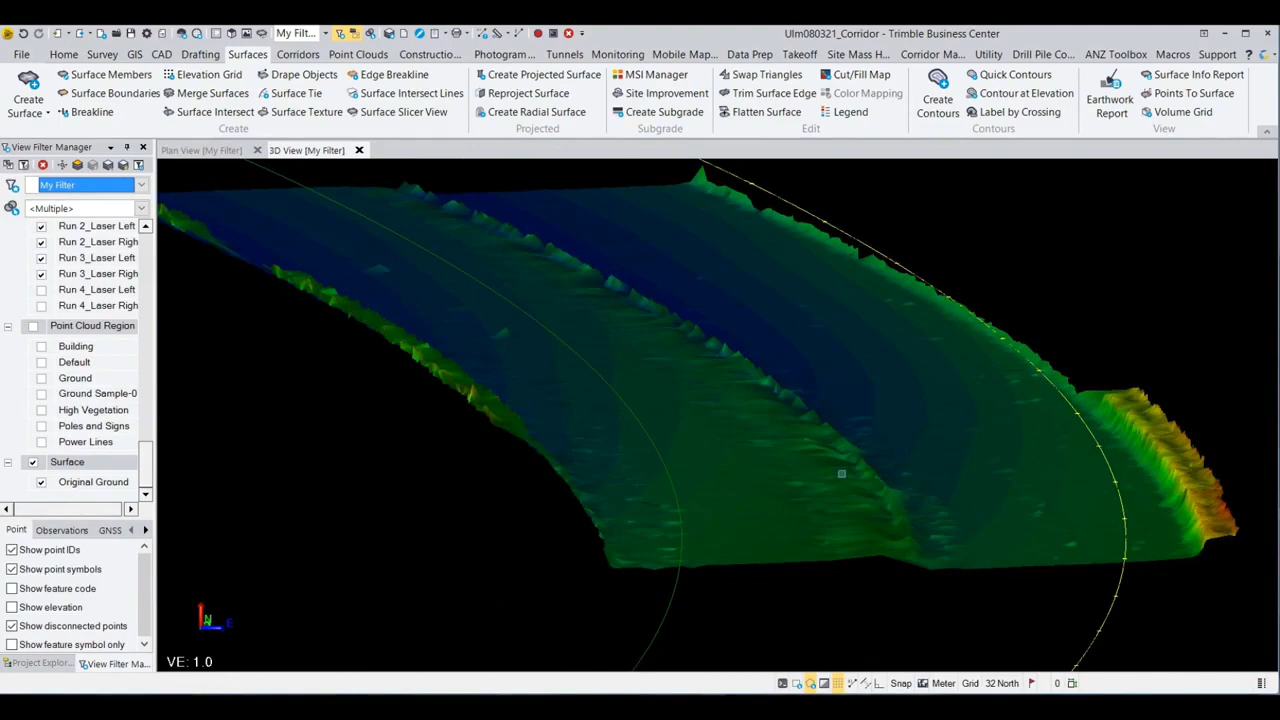 My Filt...
Ulm080321_Corridor - Trimble Business Center
File Home Survey GIS CAD Drafting Surfaces Corridors Point Clouds Constructio... Photogram... Tunnels Monitoring Mobile Map... Data Prep Takeoff Site Mass H... Corridor Ma... Utility Drill Pile Co... ANZ Toolbox Macros Support
Surface Members Elevation Grid Drape Objects Edge Breakline Create Projected Surface MSI Manager Swap Triangles Cut/Fill Map Quick Contours Surface Info Report
Create Surface Surface Boundaries Merge Surfaces Surface Tie Surface Intersect Lines Reproject Surface Site Improvement Trim Surface Edge Color Mapping Create Contours Contour at Elevation Earthwork Report Points To Surface
Breakline Surface Intersect Surface Texture Surface Slicer View Create Radial Surface Create Subgrade Flatten Surface Legend Label by Crossing Volume Grid
Create Projected Subgrade Edit Contours View
View Filter Manager
Plan View [My Filter] 3D View [My Filter]
My Filter
<Multiple>
Run 2_Laser Left
Run 2_Laser Righ
Run 3_Laser Left
Run 3_Laser Righ
Run 4_Laser Left
Run 4_Laser Righ
Point Cloud Region
Building
Default
Ground
Ground Sample-0
High Vegetation
Poles and Signs
Power Lines
Surface
Original Ground
Point Observations GNSS
Show point IDs
Show point symbols
Show feature code
Show elevation
Show disconnected points
Show feature symbol only
Project Explor... View Filter Ma...
N E
VE: 1.0
Snap Meter Grid 32 North 0